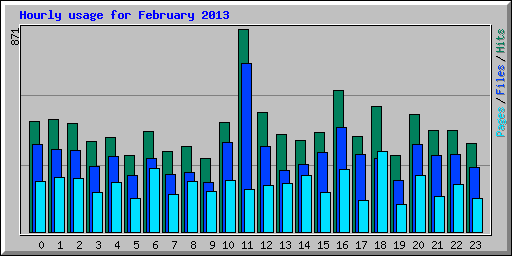 Hourly usage for February 2013
871
Pages / Files / Hits
0 1 2 3 4 5 6 7 8 9 10 11 12 13 14 15 16 17 18 19 20 21 22 23